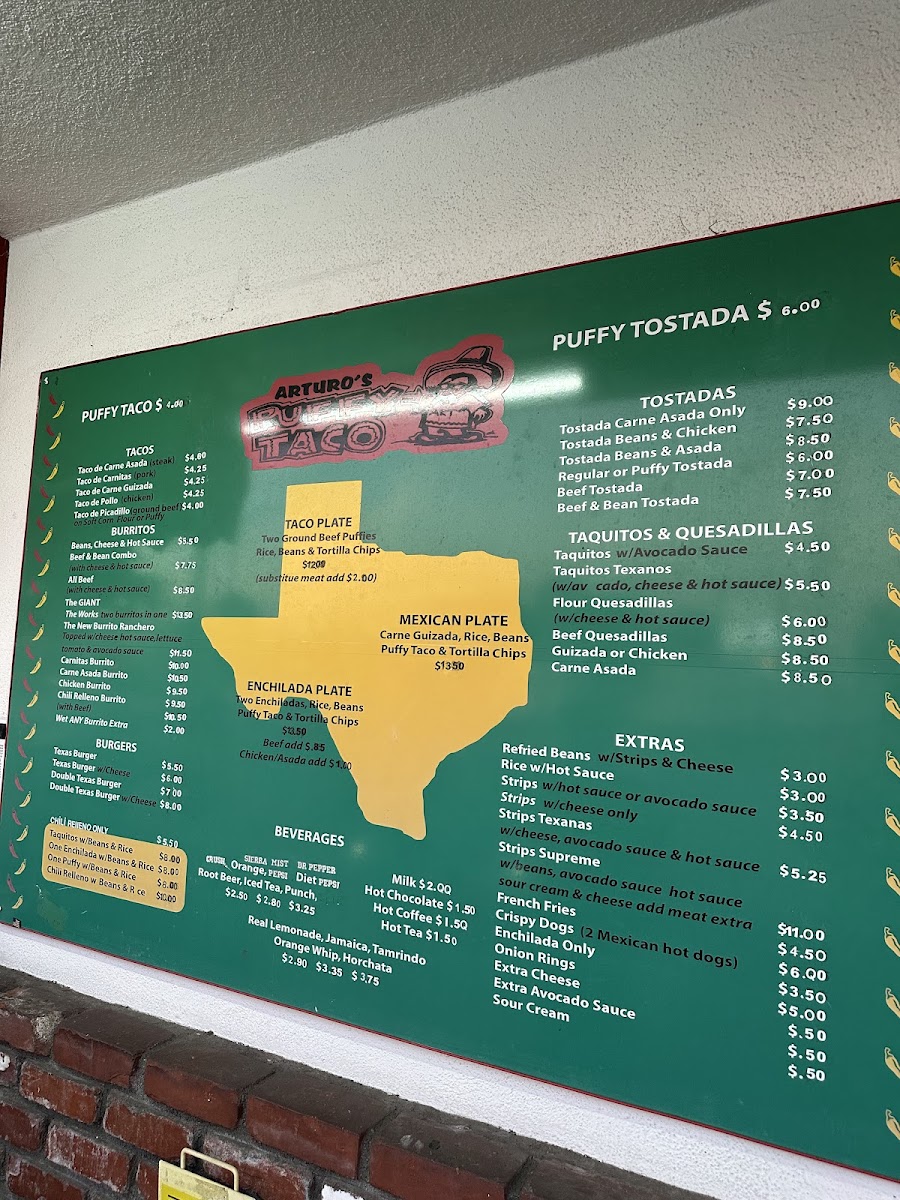 PUFFY TACO $ 4.00
ARTURO'S
PUFFY
TACO
PUFFY TOSTADA $ 6.00
TACOS
Taco de Carne Asada (steak) $4.80
Taco de Carnitas (pork) $4.25
Taco de Carne Guizada $4.25
Taco de Pollo (chicken) $4.25
Taco de Picadillo (ground beef) $4.00
on Soft Corn Flour or Puffy
BURRITOS
Beans, Cheese & Hot Sauce $5.50
Beef & Bean Combo
(with cheese & hot sauce) $7.75
All Beef
(with cheese & hot sauce) $8.50
The GIANT
The Works two burritos in one $13.50
The New Burrito Ranchero
Topped w/cheese hot sauce, lettuce
tomato & avocado sauce $11.50
Carnitas Burrito $10.00
Carne Asada Burrito $10.50
Chicken Burrito $9.50
Chili Relleno Burrito $9.50
(with Beef) $10.50
Wet ANY Burrito Extra $2.00
BURGERS
Texas Burger $5.50
Texas Burger w/Cheese $6.00
Double Texas Burger $7 00
Double Texas Burger w/Cheese $8.00
CHILI RELLENO ONLY $5.50
Taquitos w/Beans & Rice $8.00
One Enchilada w/Beans & Rice $8.00
One Puffy w/Beans & Rice $8.00
Chili Relleno w Beans & R ce $10.00
TACO PLATE
Two Ground Beef Puffies
Rice, Beans & Tortilla Chips
$12.00
(substitue meat add $2.00)
MEXICAN PLATE
Carne Guizada, Rice, Beans
Puffy Taco & Tortilla Chips
$13.50
ENCHILADA PLATE
Two Enchiladas, Rice, Beans
Puffy Taco & Tortilla Chips
$13.50
Beef add $.85
Chicken/Asada add $1.00
BEVERAGES
CRUSH SIERRA MIST DR PEPPER
Orange, PEPSI Diet PEPSI
Root Beer, Iced Tea, Punch,
$2.50 $2.80 $3.25
Milk $2.00
Hot Chocolate $1.50
Hot Coffee $1.50
Hot Tea $1.50
Real Lemonade, Jamaica, Tamrindo
Orange Whip, Horchata
$2.90 $3.35 $3.75
TOSTADAS
Tostada Carne Asada Only $9.00
Tostada Beans & Chicken $7.50
Tostada Beans & Asada $8.50
Regular or Puffy Tostada $6.00
Beef Tostada $7.00
Beef & Bean Tostada $7.50
TAQUITOS & QUESADILLAS
Taquitos w/Avocado Sauce $4.50
Taquitos Texanos
(w/av cado, cheese & hot sauce) $5.50
Flour Quesadillas
(w/cheese & hot sauce) $6.00
Beef Quesadillas $8.50
Guizada or Chicken $8.50
Carne Asada $8.50
EXTRAS
Refried Beans w/Strips & Cheese $3.00
Rice w/Hot Sauce $3.00
Strips w/hot sauce or avocado sauce $3.50
Strips w/cheese only $4.50
Strips Texanas
w/cheese, avocado sauce & hot sauce $5.25
Strips Supreme
w/beans, avocado sauce hot sauce
sour cream & cheese add meat extra $11.00
French Fries $4.50
Crispy Dogs (2 Mexican hot dogs) $6.00
Enchilada Only $3.50
Onion Rings $5.00
Extra Cheese $.50
Extra Avocado Sauce $.50
Sour Cream $.50